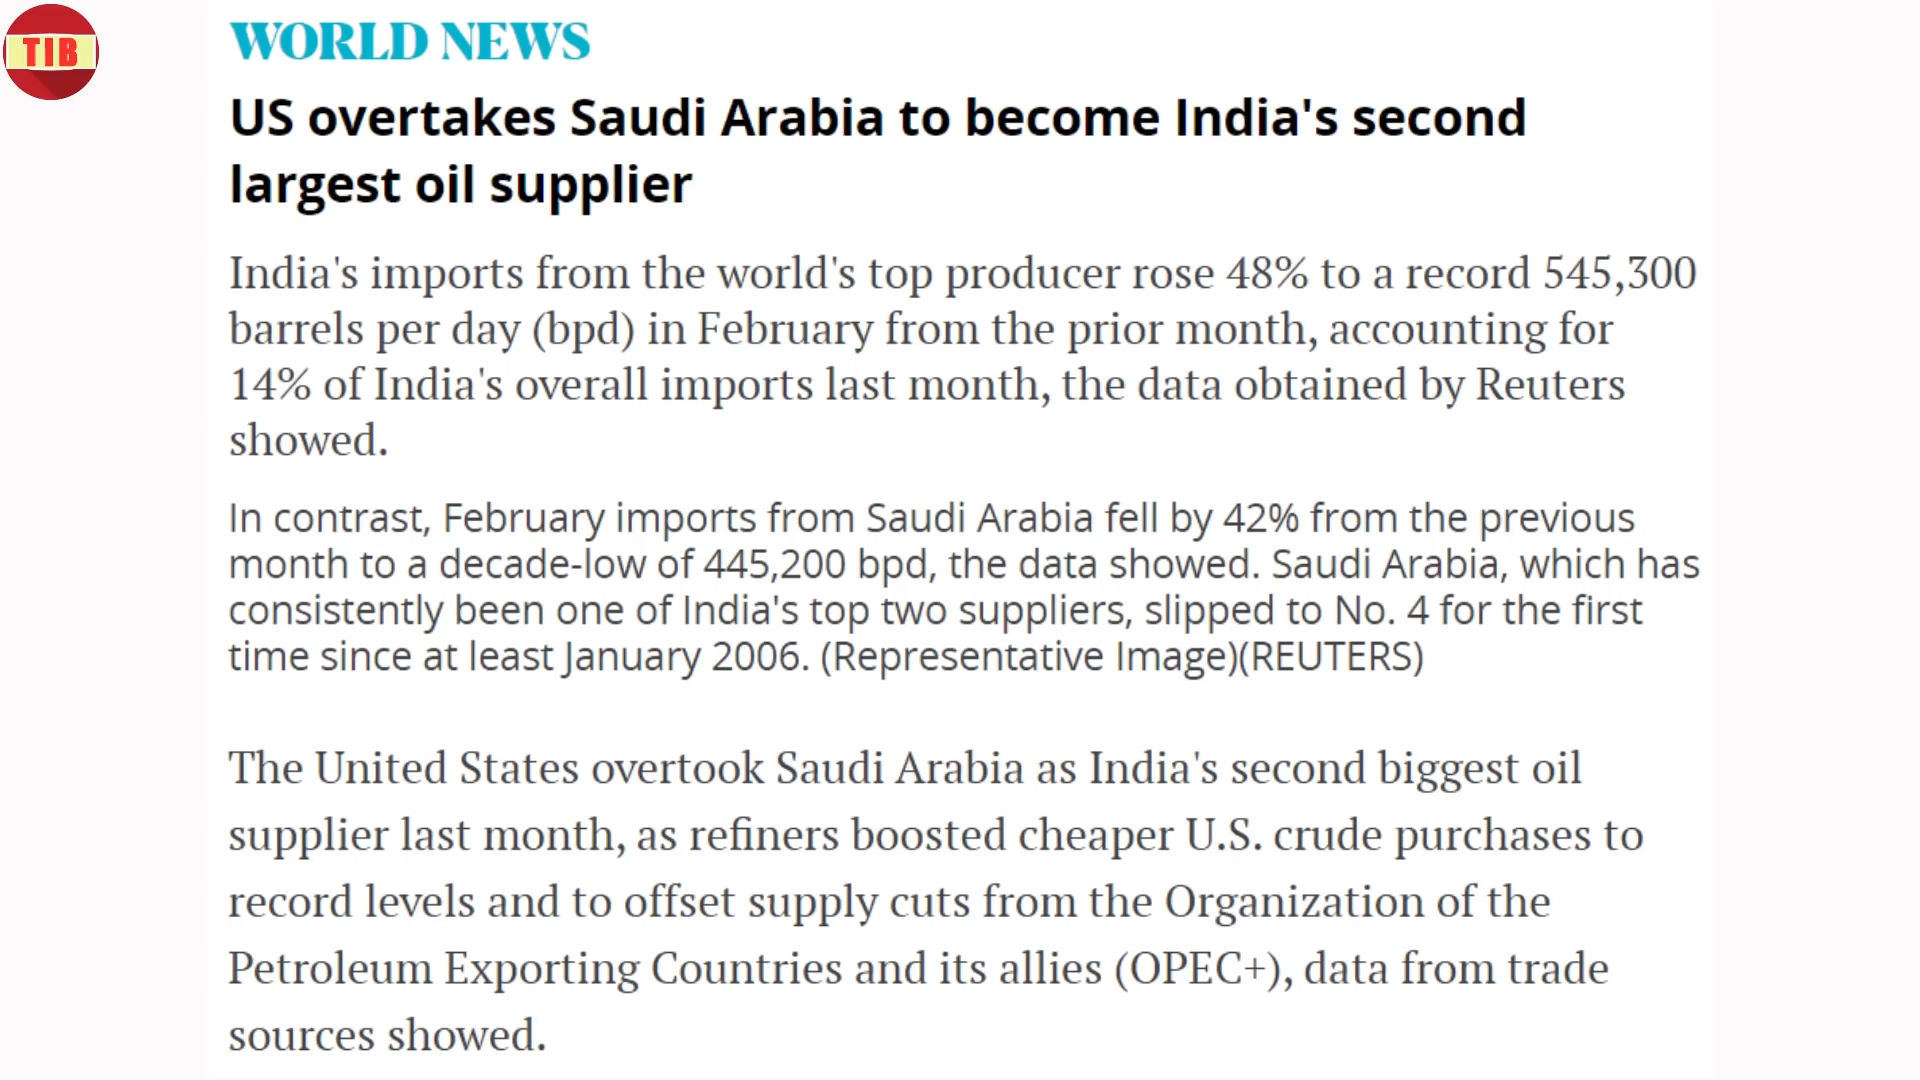 TIB
WORLD NEWS
US overtakes Saudi Arabia to become India's second
largest oil supplier
India's imports from the world's top producer rose 48% to a record 545,300
barrels per day (bpd) in February from the prior month, accounting for
14% of India's overall imports last month, the data obtained by Reuters
showed.
In contrast, February imports from Saudi Arabia fell by 42% from the previous
month to a decade-low of 445,200 bpd, the data showed. Saudi Arabia, which has
consistently been one of India's top two suppliers, slipped to No. 4 for the first
time since at least January 2006. (Representative Image)(REUTERS)
The United States overtook Saudi Arabia as India's second biggest oil
supplier last month, as refiners boosted cheaper U.S. crude purchases to
record levels and to offset supply cuts from the Organization of the
Petroleum Exporting Countries and its allies (OPEC+), data from trade
sources showed.